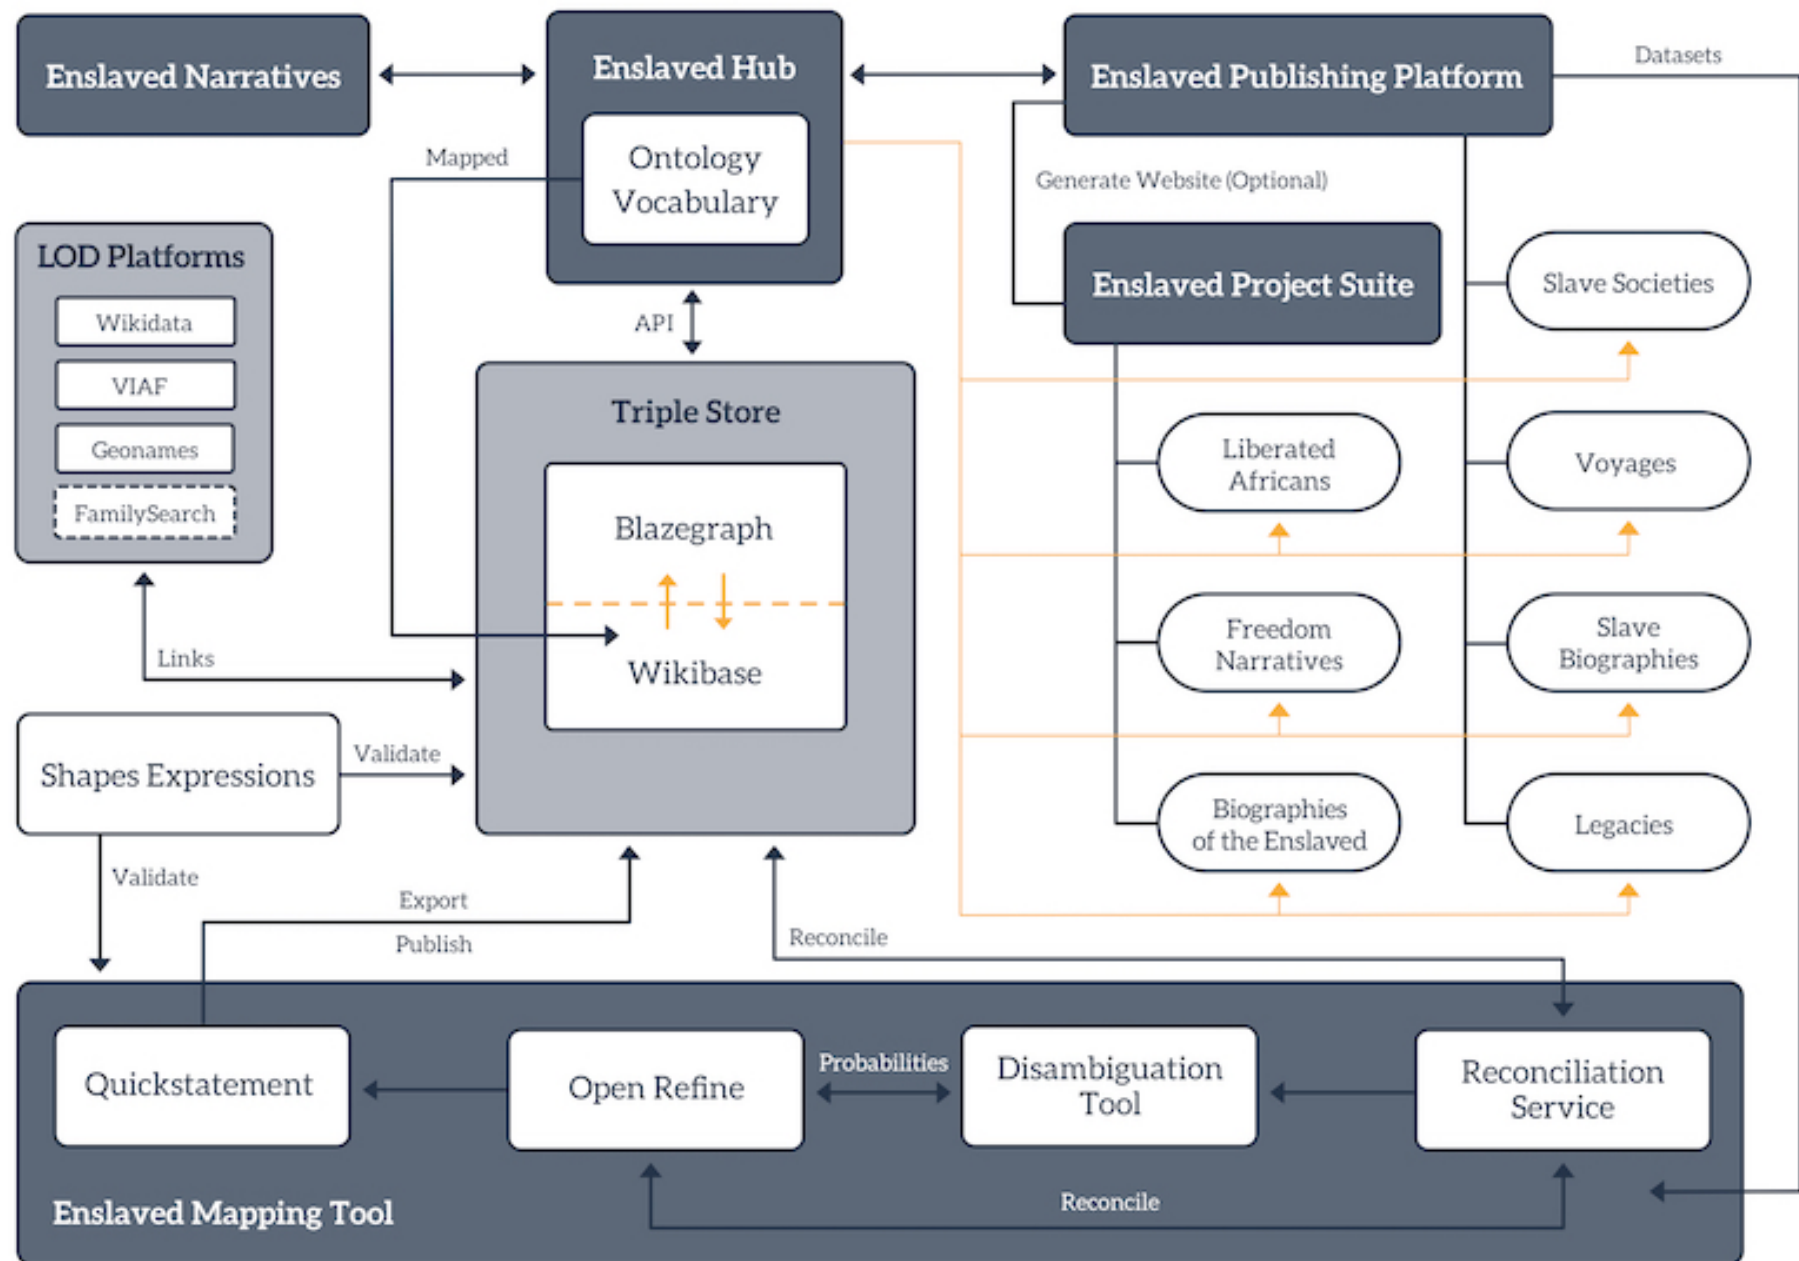 Enslaved Narratives
Enslaved Hub
Ontology
Vocabulary
Enslaved Publishing Platform
Datasets
Mapped
Generate Website (Optional)
LOD Platforms
Wikidata
VIAF
Geonames
FamilySearch
API
Enslaved Project Suite
Slave Societies
Triple Store
Blazegraph
Wikibase
Liberated
Africans
Voyages
Freedom
Narratives
Slave
Biographies
Biographies
of the Enslaved
Legacies
Links
Shapes Expressions
Validate
Validate
Export
Publish
Reconcile
Quickstatement
Open Refine
Probabilities
Disambiguation
Tool
Reconciliation
Service
Reconcile
Enslaved Mapping Tool